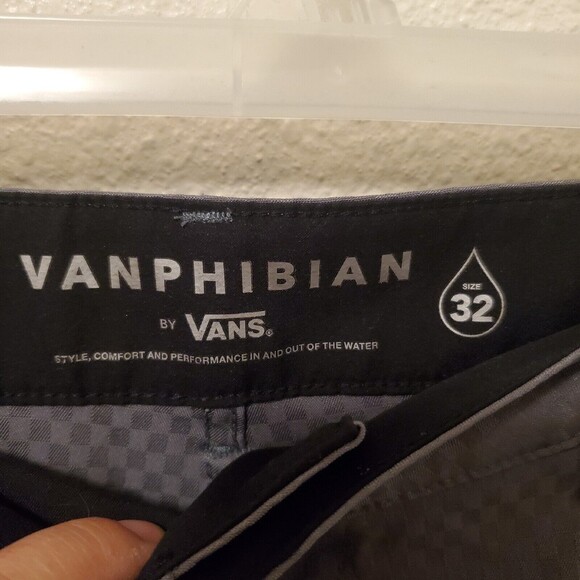 VANPHIBIAN
BY VANS®
STYLE, COMFORT AND PERFORMANCE IN AND OUT OF THE WATER
SIZE
32